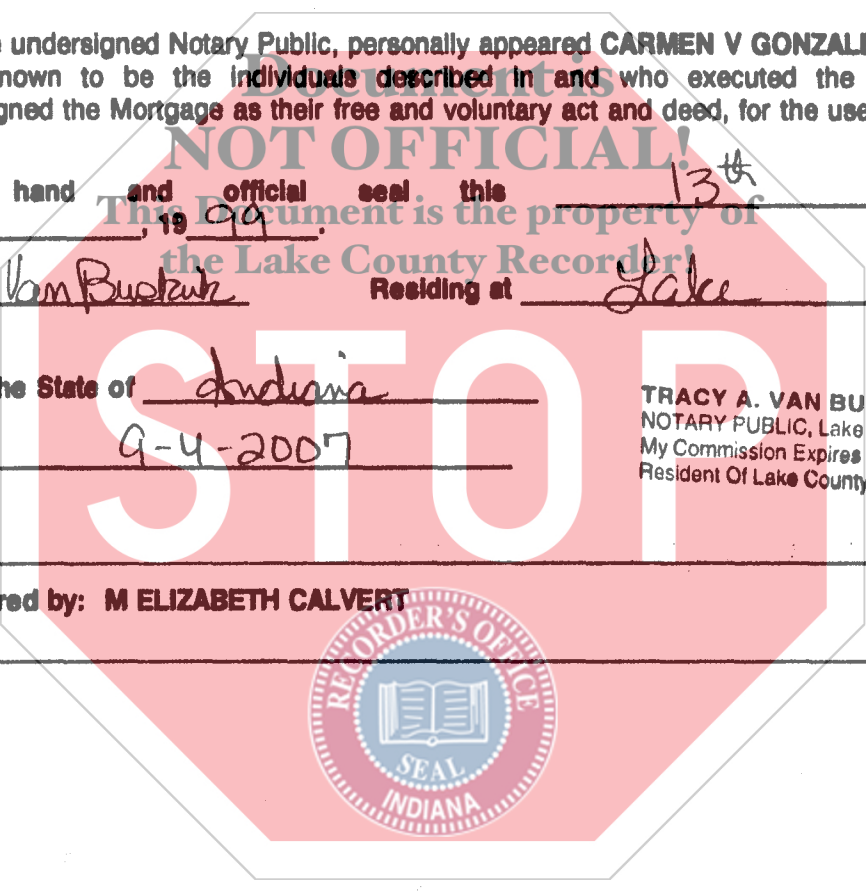 e undersigned Notary Public, personally appeared CARMEN V GONZAL
nown to be the individuals described in and who executed the
gned the Mortgage as their free and voluntary act and deed, for the use
hand and official seal this 13th
, 19 99.
Van Buskirk Residing at Lake
he State of Indiana
9-4-2007
TRACY A. VAN BU
NOTARY PUBLIC, Lake
My Commission Expires
Resident Of Lake County
red by: M ELIZABETH CALVERT
Document is
NOT OFFICIAL!
This Document is the property of
the Lake County Recorder!
STOP
RECORDER'S OFFICE
SEAL
INDIANA